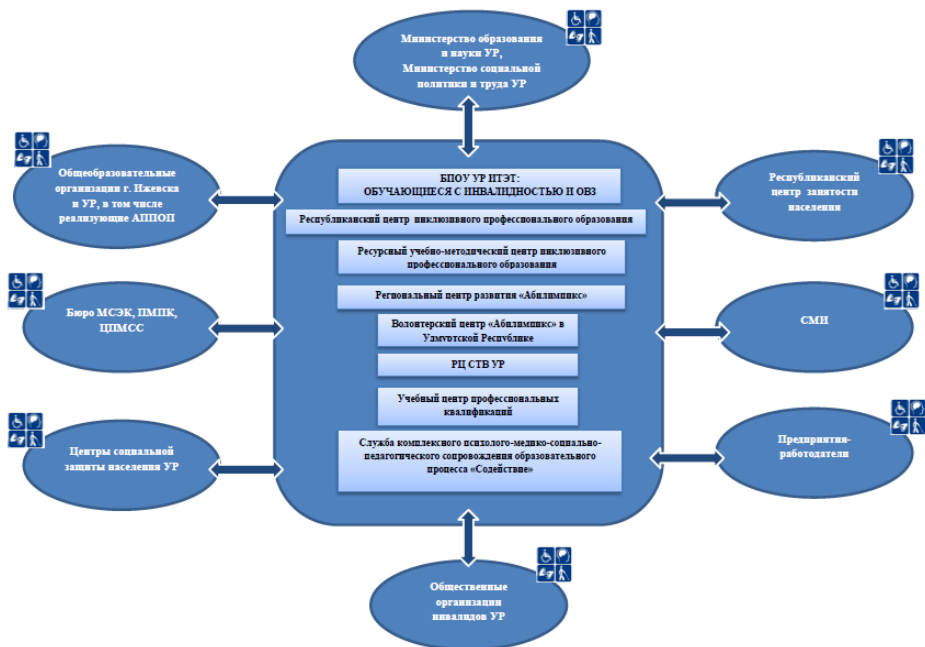 Министерство образования
и науки УР,
Министерство социальной
политики и труда УР
Общеобразовательные
организации г. Ижевска
и УР, в том числе
реализующие АППОП
БПОУ УР ИТЭТ:
ОБУЧАЮЩИЕСЯ С ИНВАЛИДНОСТЬЮ И ОВЗ
Республиканский
центр занятости
населения
Республиканский центр инклюзивного профессионального образования
Ресурсный учебно-методический центр инклюзивного
профессионального образования
Региональный центр развития «Абилимпикс»
Бюро МСЭК, ПМПК,
ЦПМСС
Волонтерский центр «Абилимпикс» в
Удмуртской Республике
СМИ
РЦ СТВ УР
Учебный центр профессиональных
квалификаций
Центры социальной
защиты населения УР
Служба комплексного психолого-медико-социально-
педагогического сопровождения образовательного
процесса «Содействие»
Предприятия-
работодатели
Общественные
организации
инвалидов УР